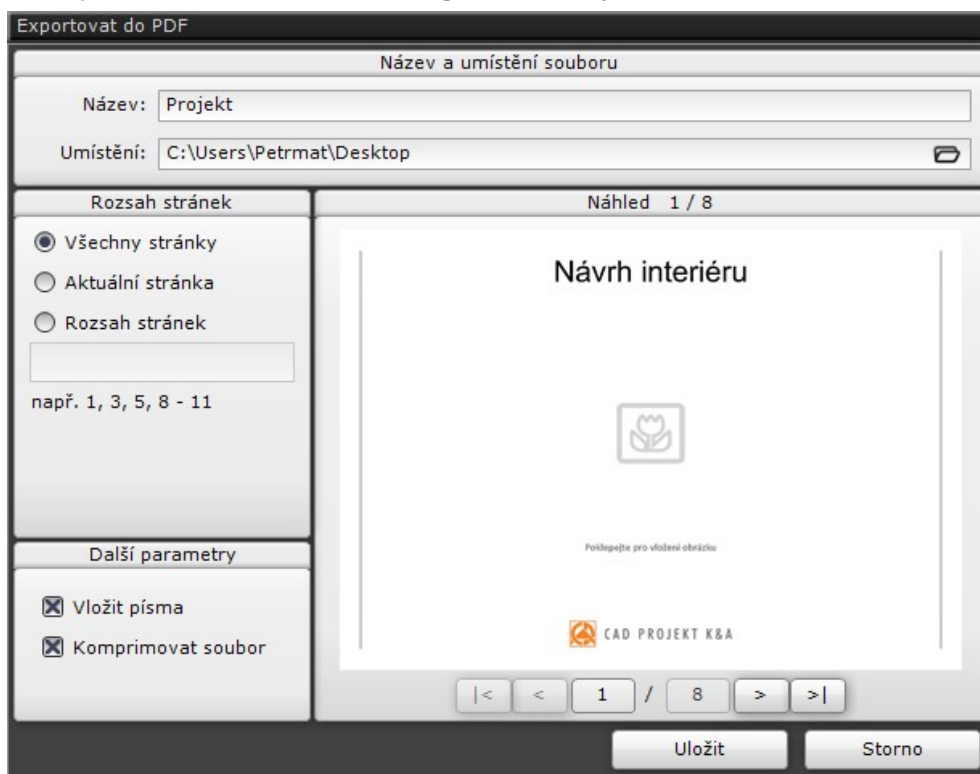 Exportovat do PDF
Název a umístění souboru
Název: Projekt
Umístění: C:\Users\Petrmat\Desktop
Rozsah stránek
Všechny stránky
Aktuální stránka
Rozsah stránek
např. 1, 3, 5, 8 - 11
Další parametry
Vložit písma
Komprimovat soubor
Náhled 1 / 8
Návrh interiéru
Poklepejte pro vložení obrázku
CAD PROJEKT K&A
|< < 1 / 8 > >|
Uložit Storno